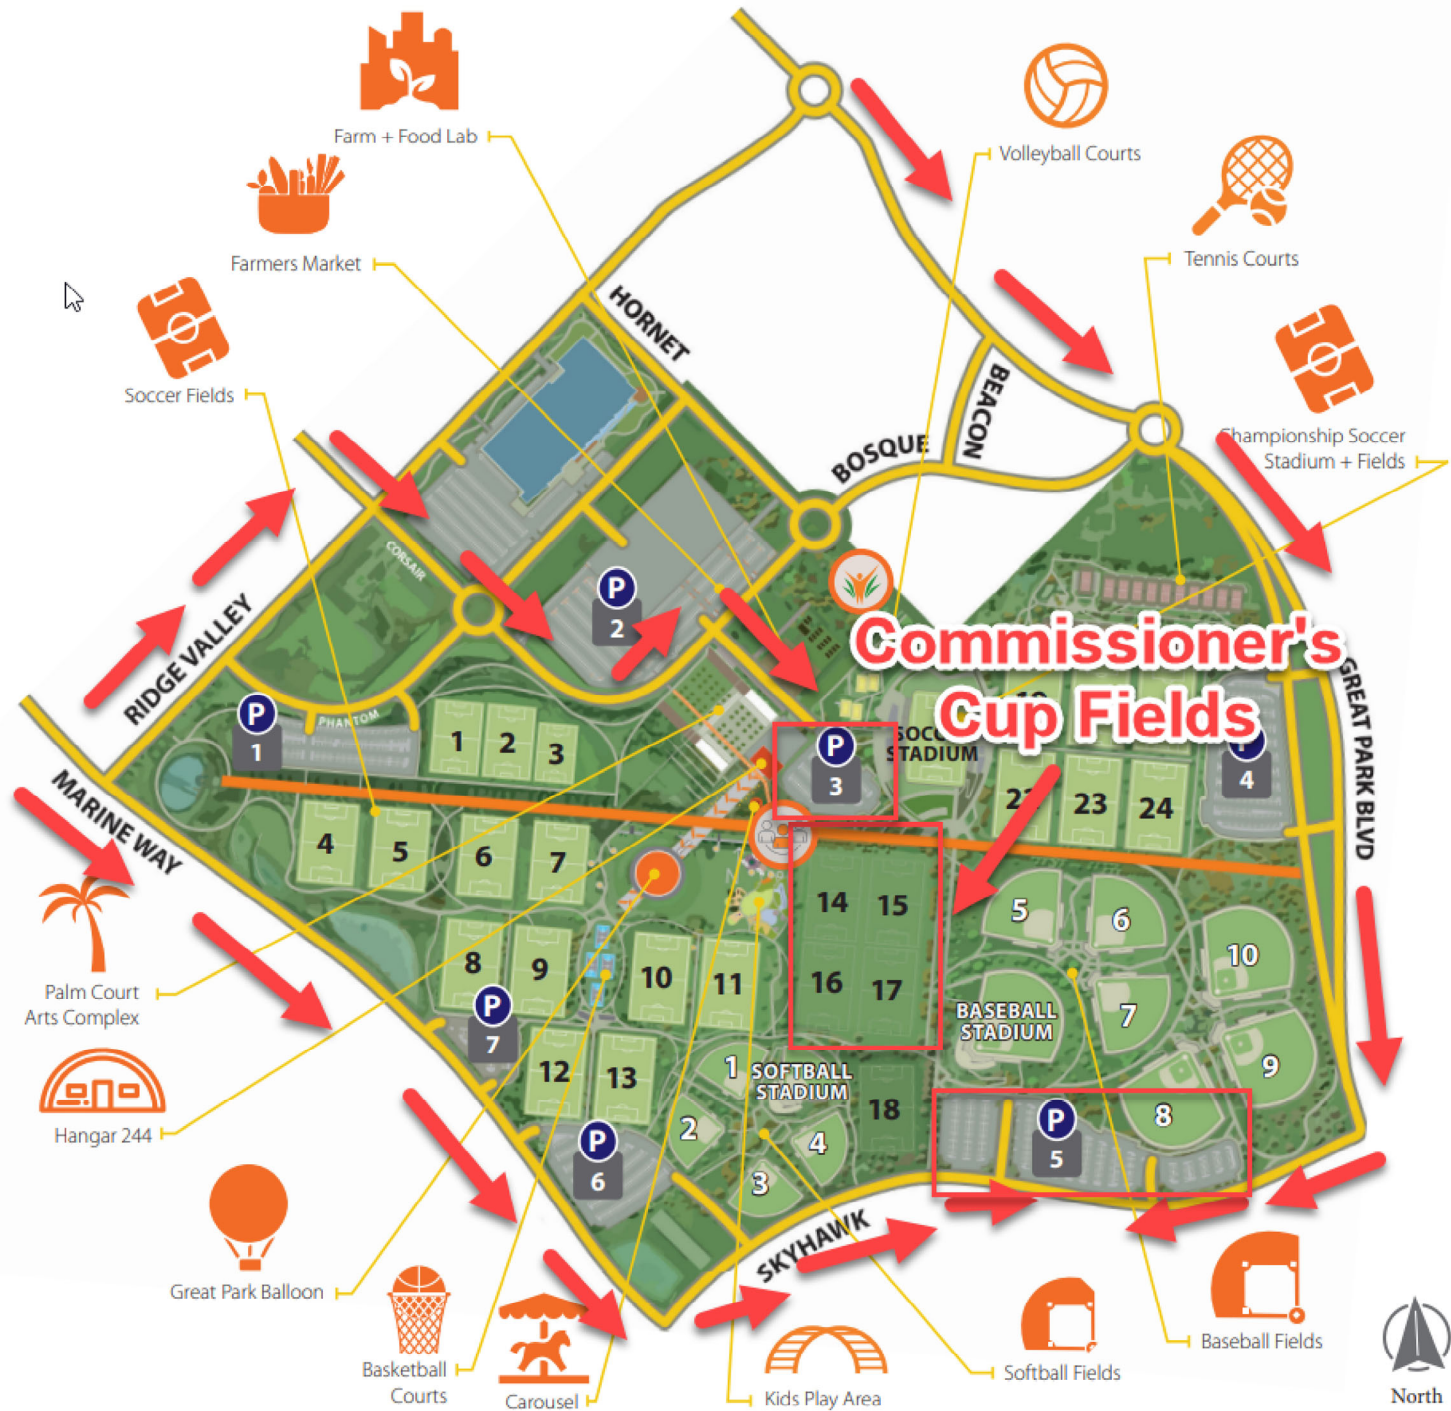 Farm + Food Lab
Volleyball Courts
Farmers Market
Tennis Courts
Soccer Fields
HORNET
BEACON
BOSQUE
Championship Soccer
Stadium + Fields
CORSAIR
RIDGE VALLEY
P
2
Commissioner's
Cup Fields
P
1
PHANTOM
1
2
3
SOCCER
STADIUM
19
P
3
P
4
GREAT PARK BLVD
22
23
24
MARINE WAY
4
5
6
7
14
15
16
17
5
6
10
7
9
8
BASEBALL
STADIUM
8
9
10
11
Palm Court
Arts Complex
P
7
12
13
1
SOFTBALL
STADIUM
18
2
4
3
P
5
Hangar 244
P
6
SKYHAWK
Great Park Balloon
Basketball
Courts
Carousel
Kids Play Area
Softball Fields
Baseball Fields
North